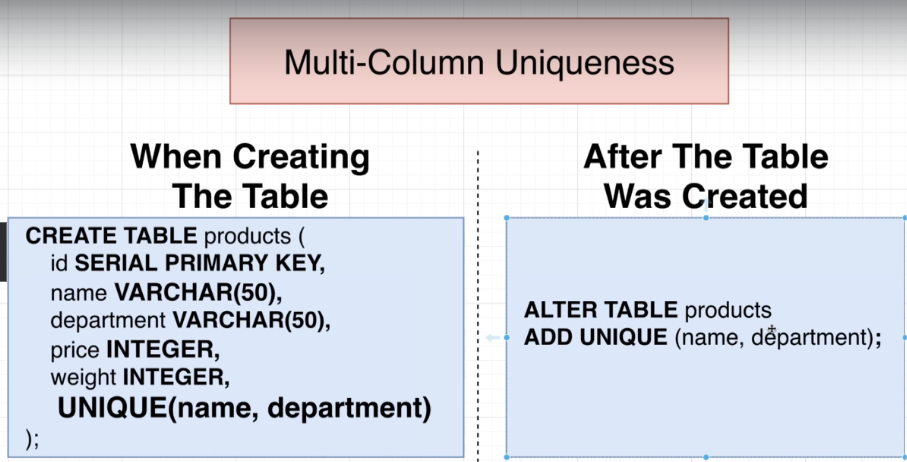 Multi-Column Uniqueness
When Creating
The Table
CREATE TABLE products (
id SERIAL PRIMARY KEY,
name VARCHAR(50),
department VARCHAR(50),
price INTEGER,
weight INTEGER,
UNIQUE(name, department)
);
After The Table
Was Created
ALTER TABLE products
ADD UNIQUE (name, department);